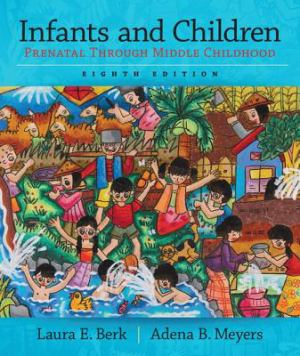 Infants and Children
PRENATAL THROUGH MIDDLE CHILDHOOD
EIGHTH EDITION
Laura E. Berk | Adena B. Meyers